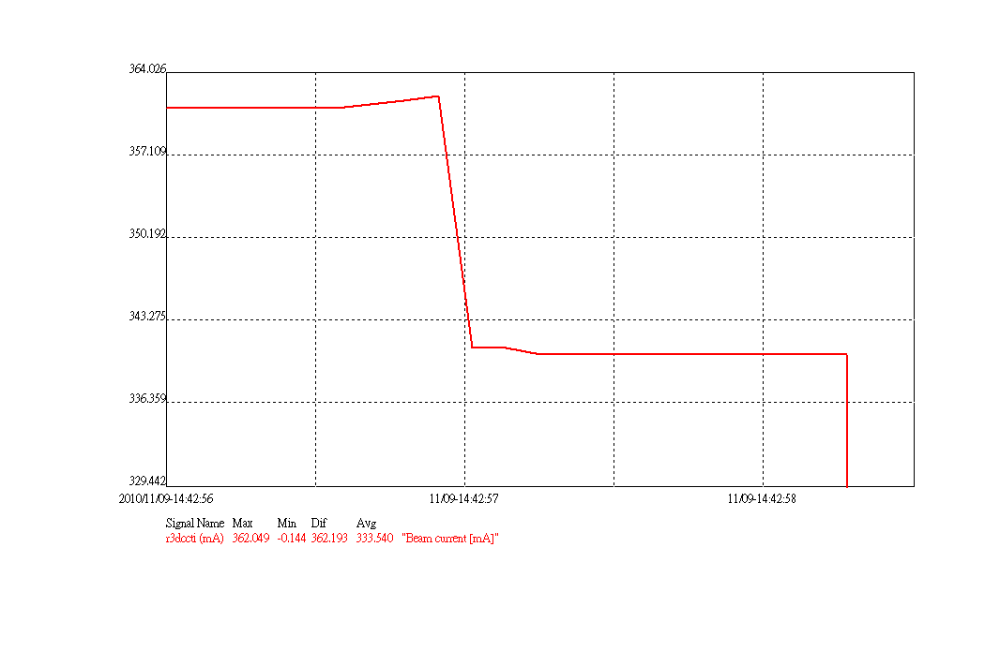 364.026
357.109
350.192
343.275
336.359
329.442
2010/11/09-14:42:56 11/09-14:42:57 11/09-14:42:58
Signal Name Max Min Dif Avg
r3dccti (mA) 362.049 -0.144 362.193 333.540 "Beam current [mA]"